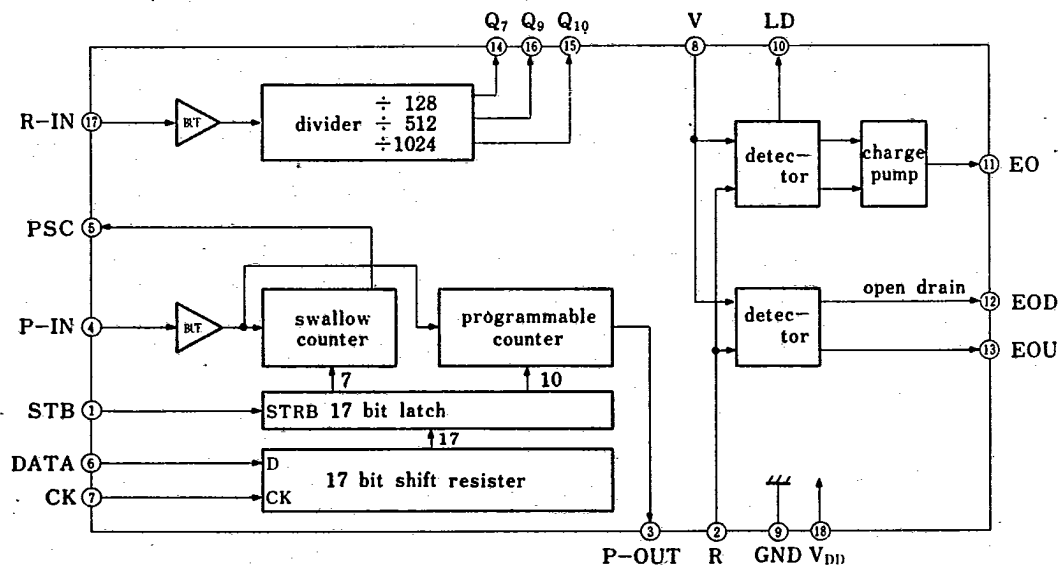 Q7 Q9 Q10 V LD
14 16 15 8 10
R-IN 17 BUF
divider ÷ 128
÷ 512
÷1024
detec-
tor
charge
pump
11 EO
PSC 5
P-IN 4 BUF
swallow
counter
programmable
counter
detec-
tor
open drain
12 EOD
13 EOU
7 10
STB 1 STRB 17 bit latch
17
DATA 6 D
17 bit shift resister
CK 7 CK
3 2 9 18
P-OUT R GND VDD